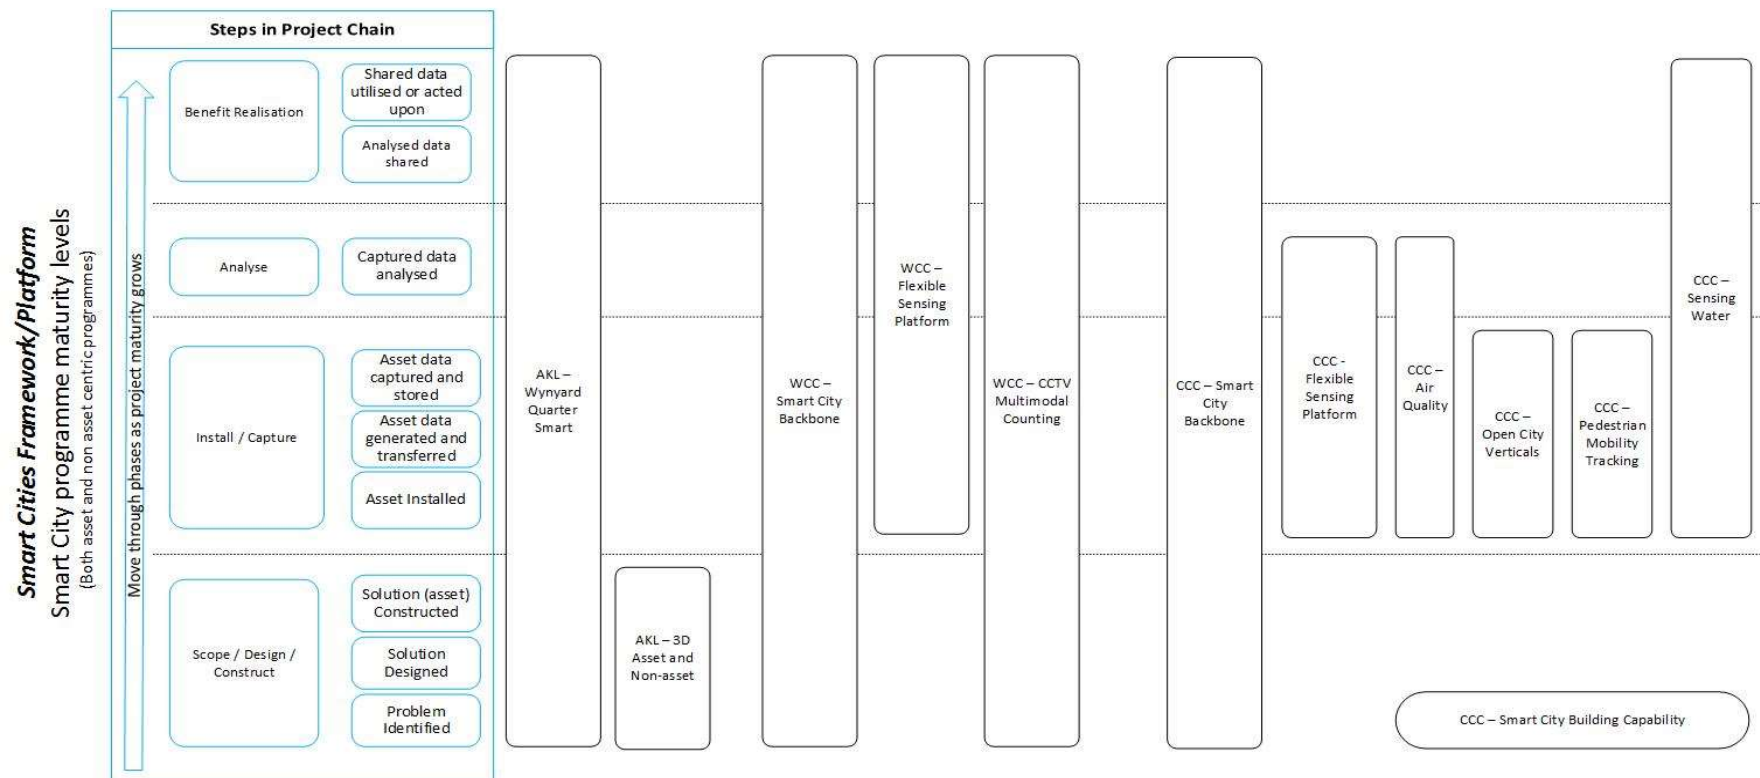 Smart Cities Framework/Platform
Smart City programme maturity levels
(Both asset and non asset centric programmes)
Steps in Project Chain
Move through phases as project maturity grows
Benefit Realisation
Shared data
utilised or acted
upon
Analysed data
shared
Analyse
Captured data
analysed
Install / Capture
Asset data
captured and
stored
Asset data
generated and
transferred
Asset Installed
Scope / Design /
Construct
Solution (asset)
Constructed
Solution
Designed
Problem
Identified
AKL –
Wynyard
Quarter
Smart
AKL – 3D
Asset and
Non-asset
WCC –
Smart City
Backbone
WCC –
Flexible
Sensing
Platform
WCC – CCTV
Multimodal
Counting
CCC – Smart
City
Backbone
CCC -
Flexible
Sensing
Platform
CCC –
Air
Quality
CCC –
Open City
Verticals
CCC –
Pedestrian
Mobility
Tracking
CCC –
Sensing
Water
CCC – Smart City Building Capability